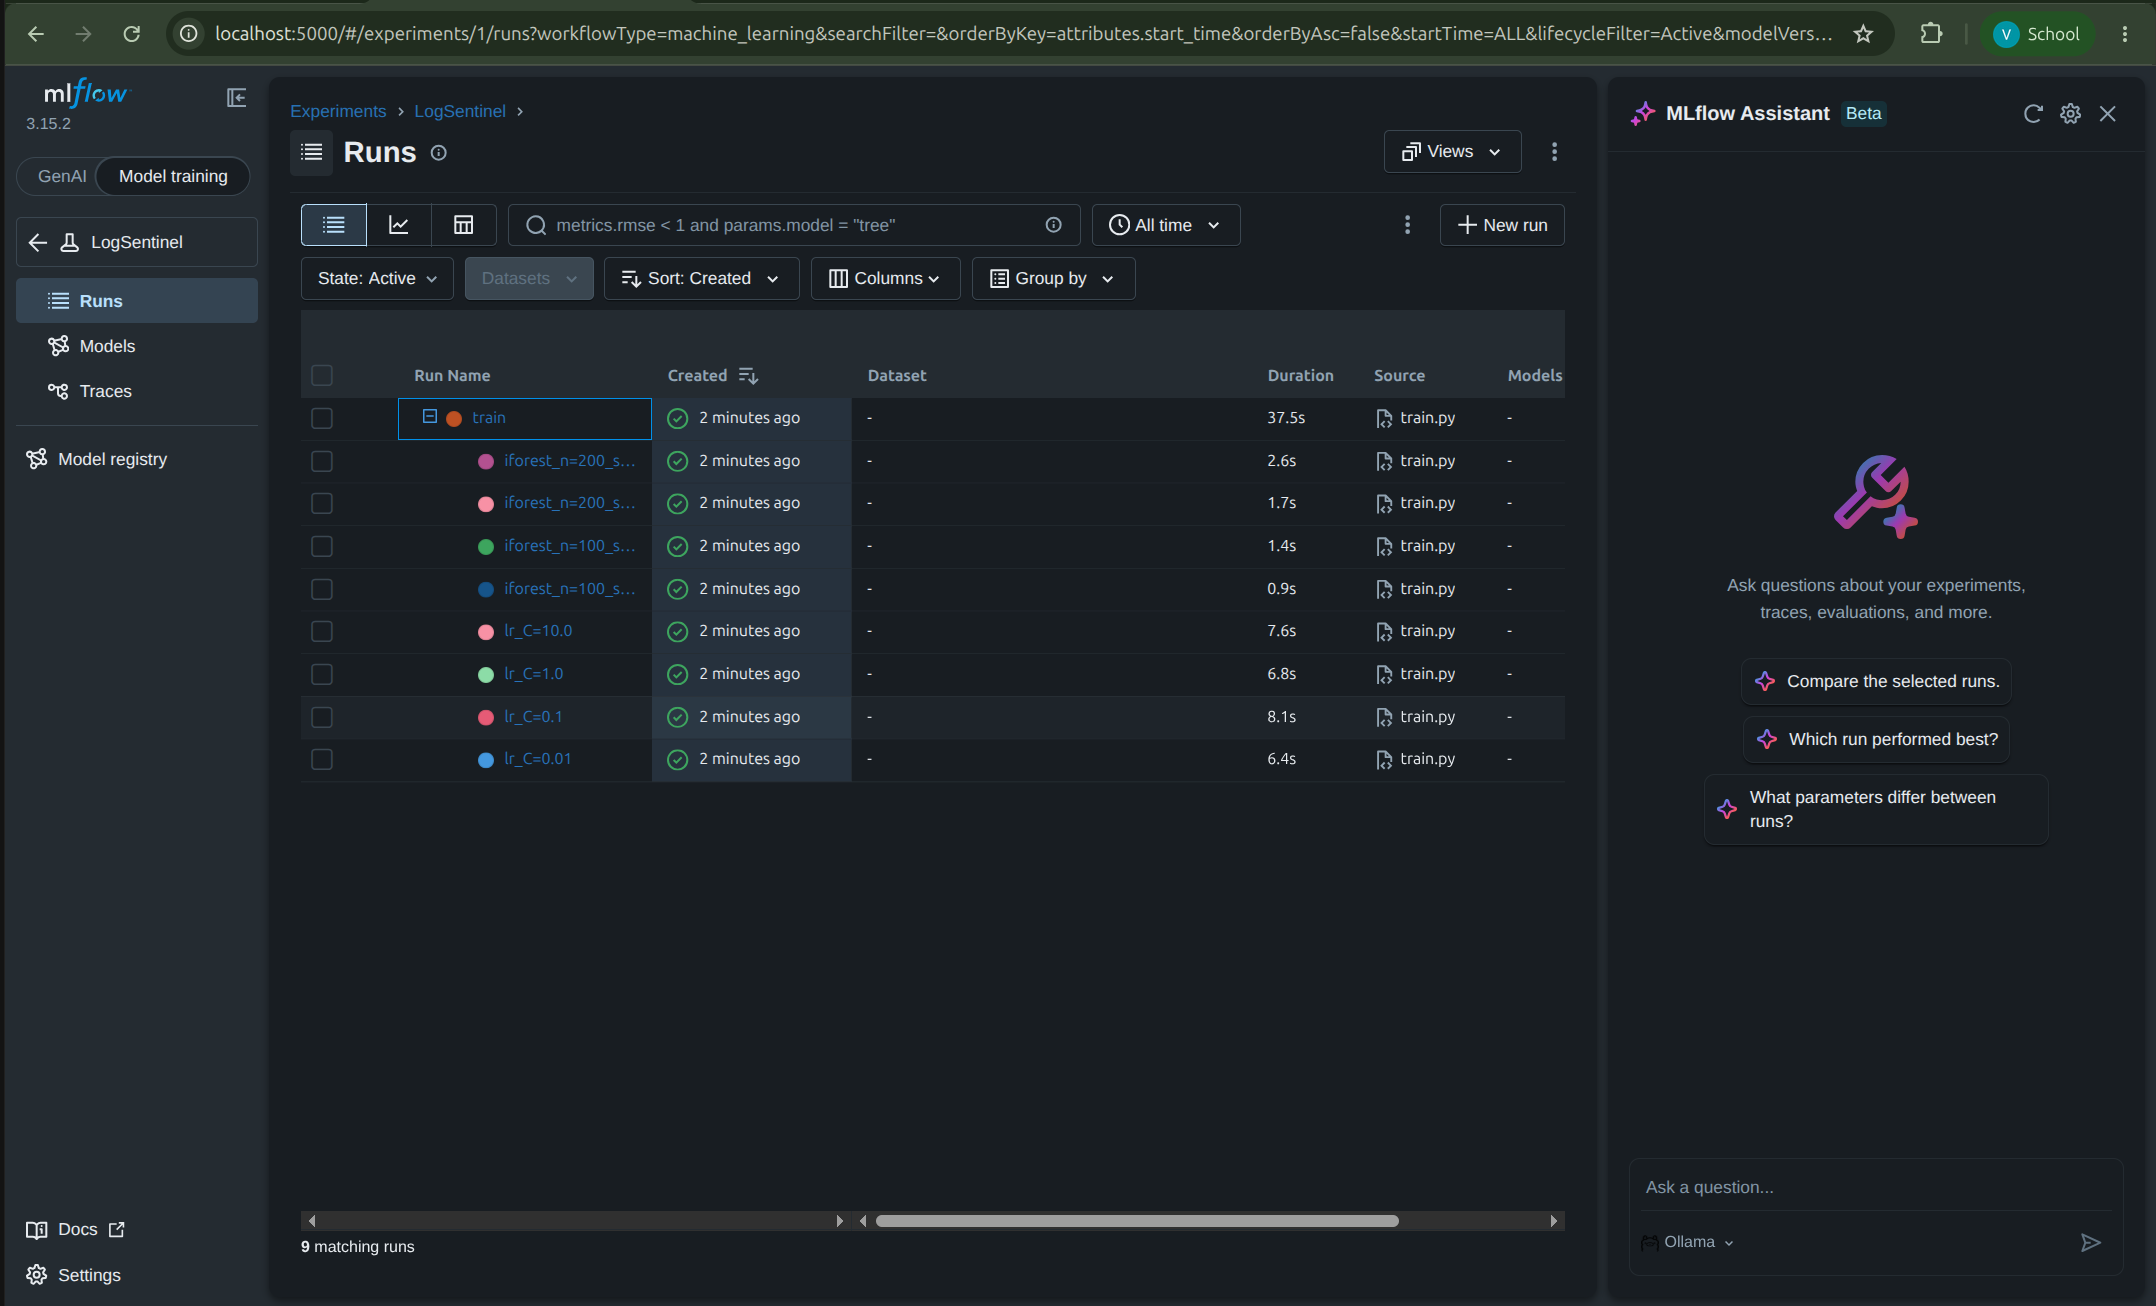 localhost:5000/#/experiments/1/runs?workflowType=machine_learning&searchFilter=&orderByKey=attributes.start_time&orderByAsc=false&startTime=ALL&lifecycleFilter=Active&modelVers...
V School
mlflow
3.15.2
GenAI Model training
LogSentinel
Runs
Models
Traces
Model registry
Docs
Settings
Experiments > LogSentinel >
Runs
Views
metrics.rmse < 1 and params.model = "tree"
All time
New run
State: Active
Datasets
Sort: Created
Columns
Group by
Run Name Created Dataset Duration Source Models
train 2 minutes ago - 37.5s train.py -
iforest_n=200_s... 2 minutes ago - 2.6s train.py -
iforest_n=200_s... 2 minutes ago - 1.7s train.py -
iforest_n=100_s... 2 minutes ago - 1.4s train.py -
iforest_n=100_s... 2 minutes ago - 0.9s train.py -
lr_C=10.0 2 minutes ago - 7.6s train.py -
lr_C=1.0 2 minutes ago - 6.8s train.py -
lr_C=0.1 2 minutes ago - 8.1s train.py -
lr_C=0.01 2 minutes ago - 6.4s train.py -
9 matching runs
MLflow Assistant Beta
Ask questions about your experiments,
traces, evaluations, and more.
Compare the selected runs.
Which run performed best?
What parameters differ between
runs?
Ask a question...
Ollama